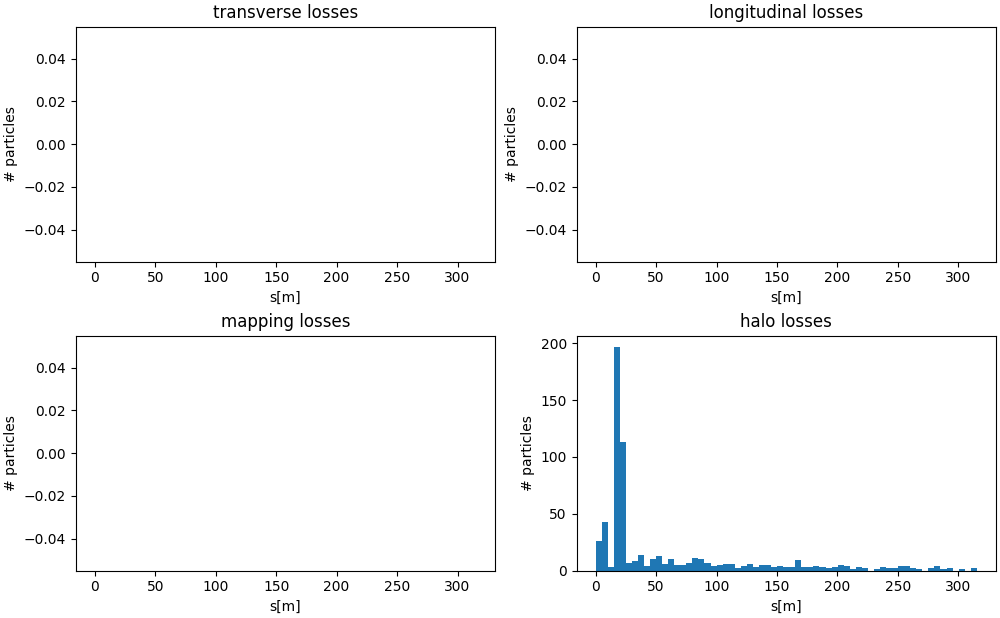 transverse losses
0.04
0.02
0.00
−0.02
−0.04
# particles
0 50 100 150 200 250 300
s[m]
longitudinal losses
0.04
0.02
0.00
−0.02
−0.04
# particles
0 50 100 150 200 250 300
s[m]
mapping losses
0.04
0.02
0.00
−0.02
−0.04
# particles
0 50 100 150 200 250 300
s[m]
halo losses
200
150
100
50
0
# particles
0 50 100 150 200 250 300
s[m]